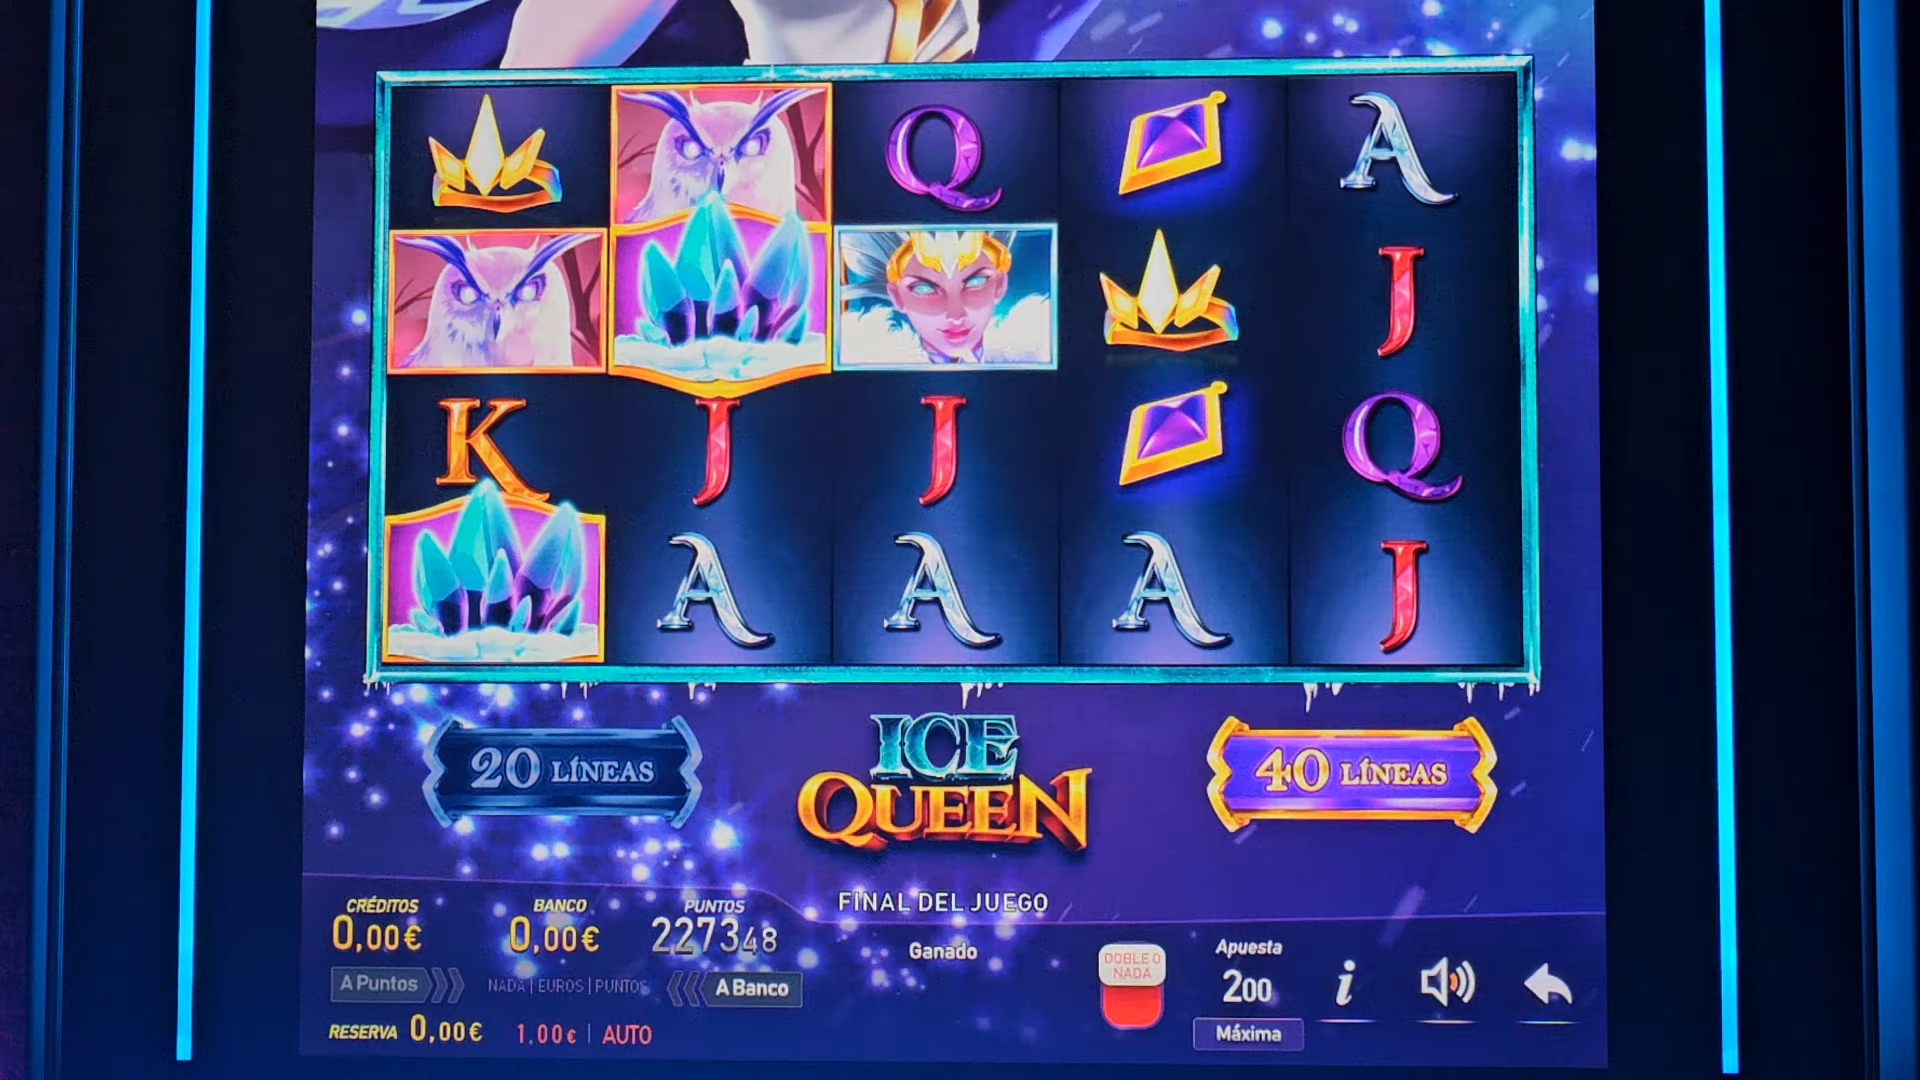 Q A
J
K J J Q
A A A J
20 LÍNEAS
ICE
QUEEN
40 LÍNEAS
CRÉDITOS BANCO PUNTOS
0,00€ 0,00€ 227348
A Puntos NADA | EUROS | PUNTOS A Banco
RESERVA 0,00€ 1,00€ | AUTO
FINAL DEL JUEGO
Ganado
DOBLE O
NADA
Apuesta
200
Máxima
i